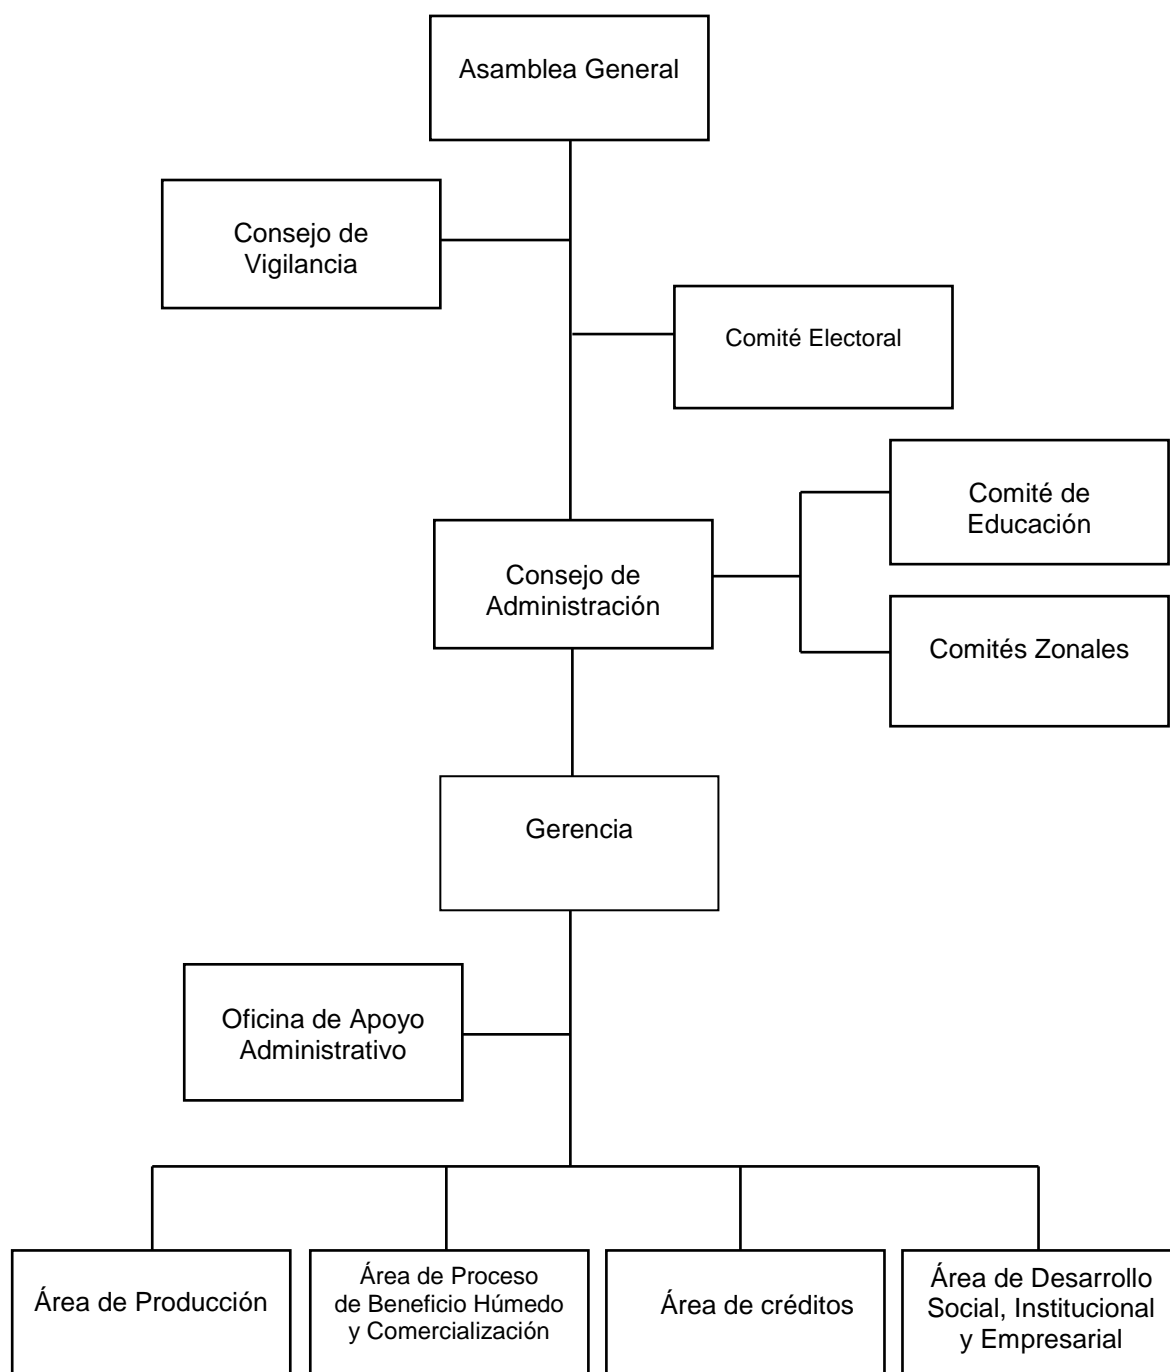 Asamblea General
Consejo de
Vigilancia
Comité Electoral
Comité de
Educación
Consejo de
Administración
Comités Zonales
Gerencia
Oficina de Apoyo
Administrativo
Área de Producción
Área de Proceso
de Beneficio Húmedo
y Comercialización
Área de créditos
Área de Desarrollo
Social, Institucional
y Empresarial